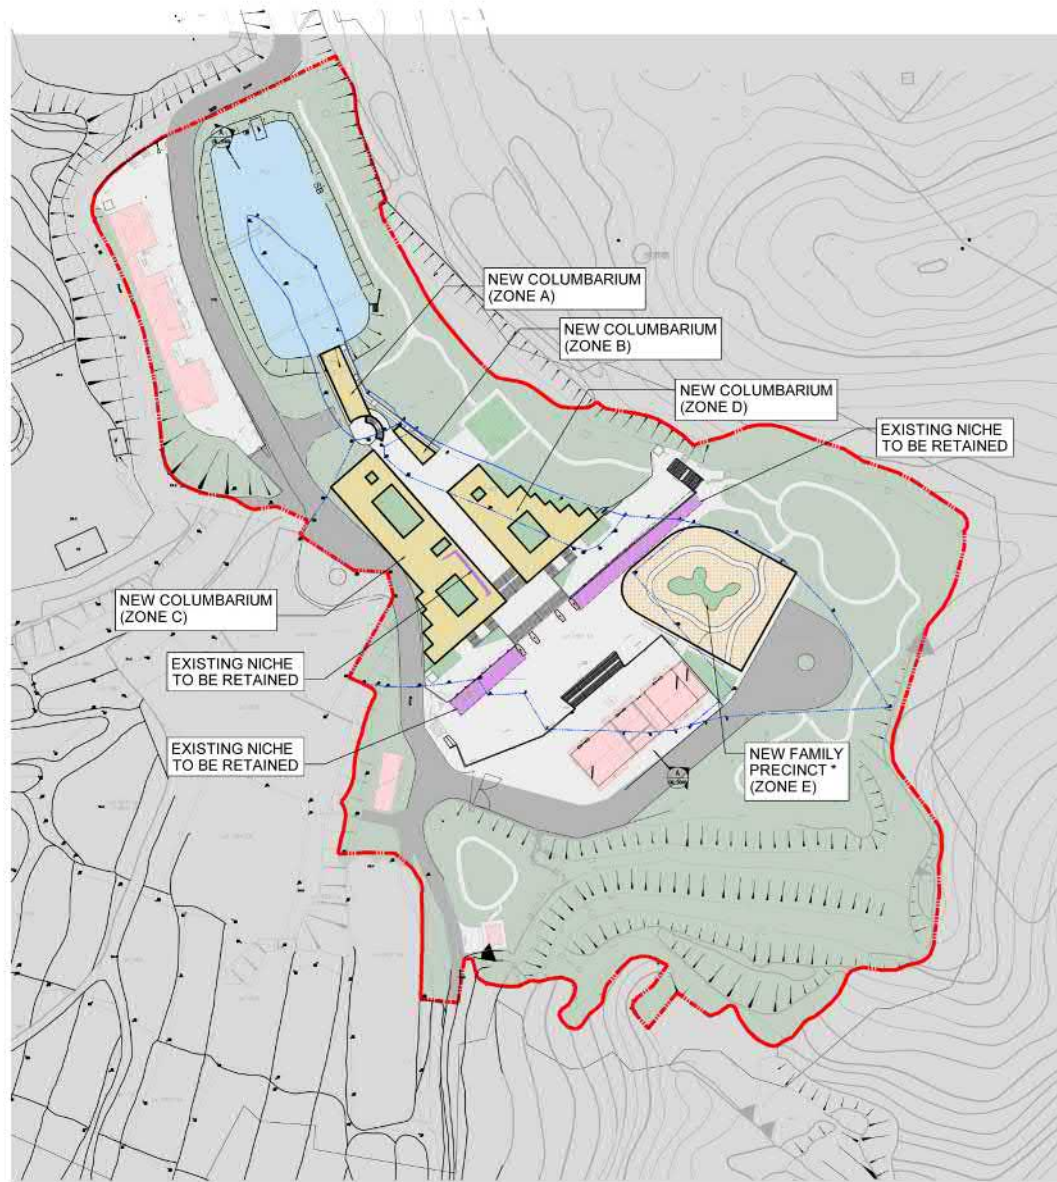 NEW COLUMBARIUM
(ZONE A)
NEW COLUMBARIUM
(ZONE B)
NEW COLUMBARIUM
(ZONE D)
EXISTING NICHE
TO BE RETAINED
NEW COLUMBARIUM
(ZONE C)
EXISTING NICHE
TO BE RETAINED
EXISTING NICHE
TO BE RETAINED
NEW FAMILY
PRECINCT *
(ZONE E)